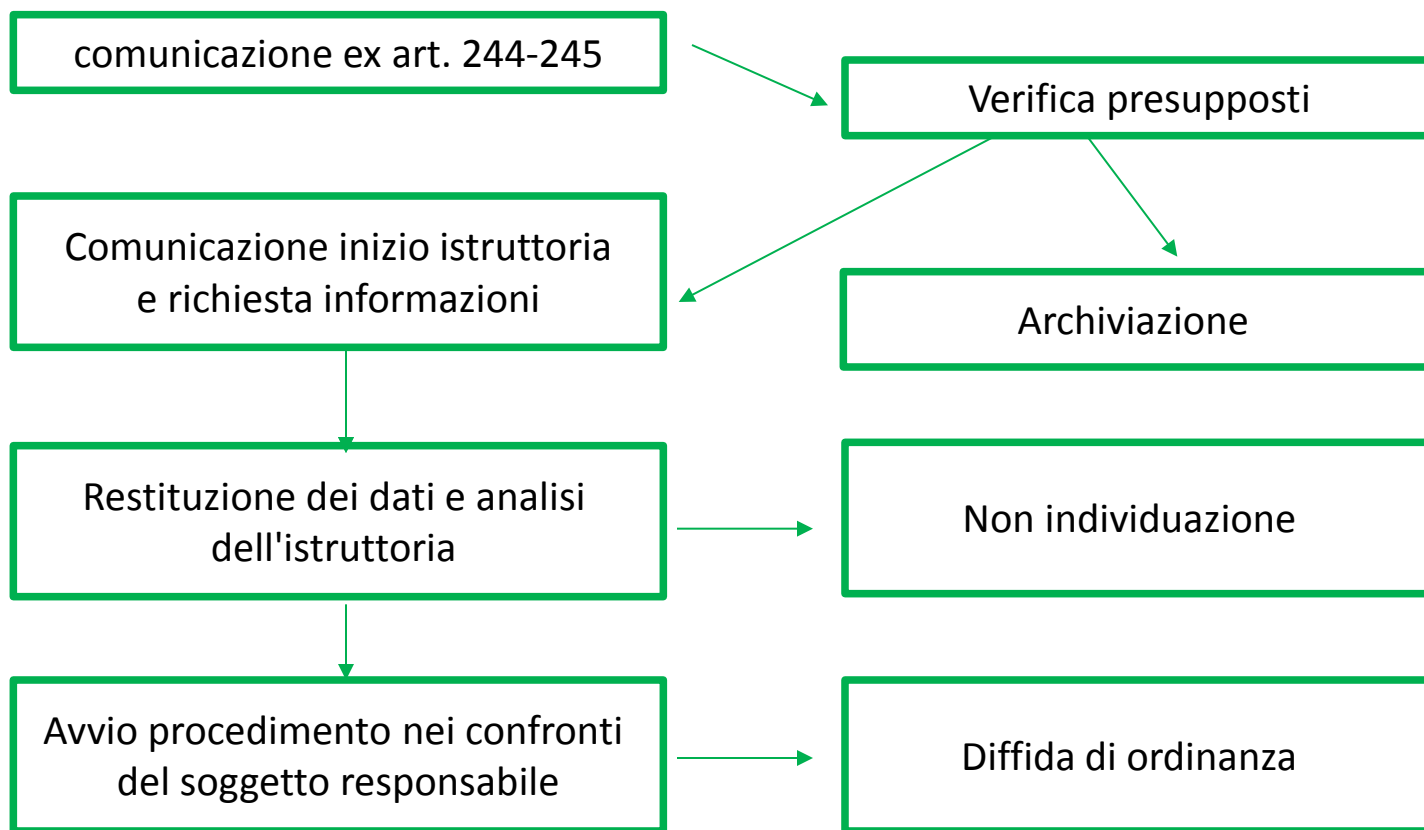 comunicazione ex art. 244-245
Verifica presupposti
Comunicazione inizio istruttoria
e richiesta informazioni
Archiviazione
Restituzione dei dati e analisi
dell'istruttoria
Non individuazione
Avvio procedimento nei confronti
del soggetto responsabile
Diffida di ordinanza